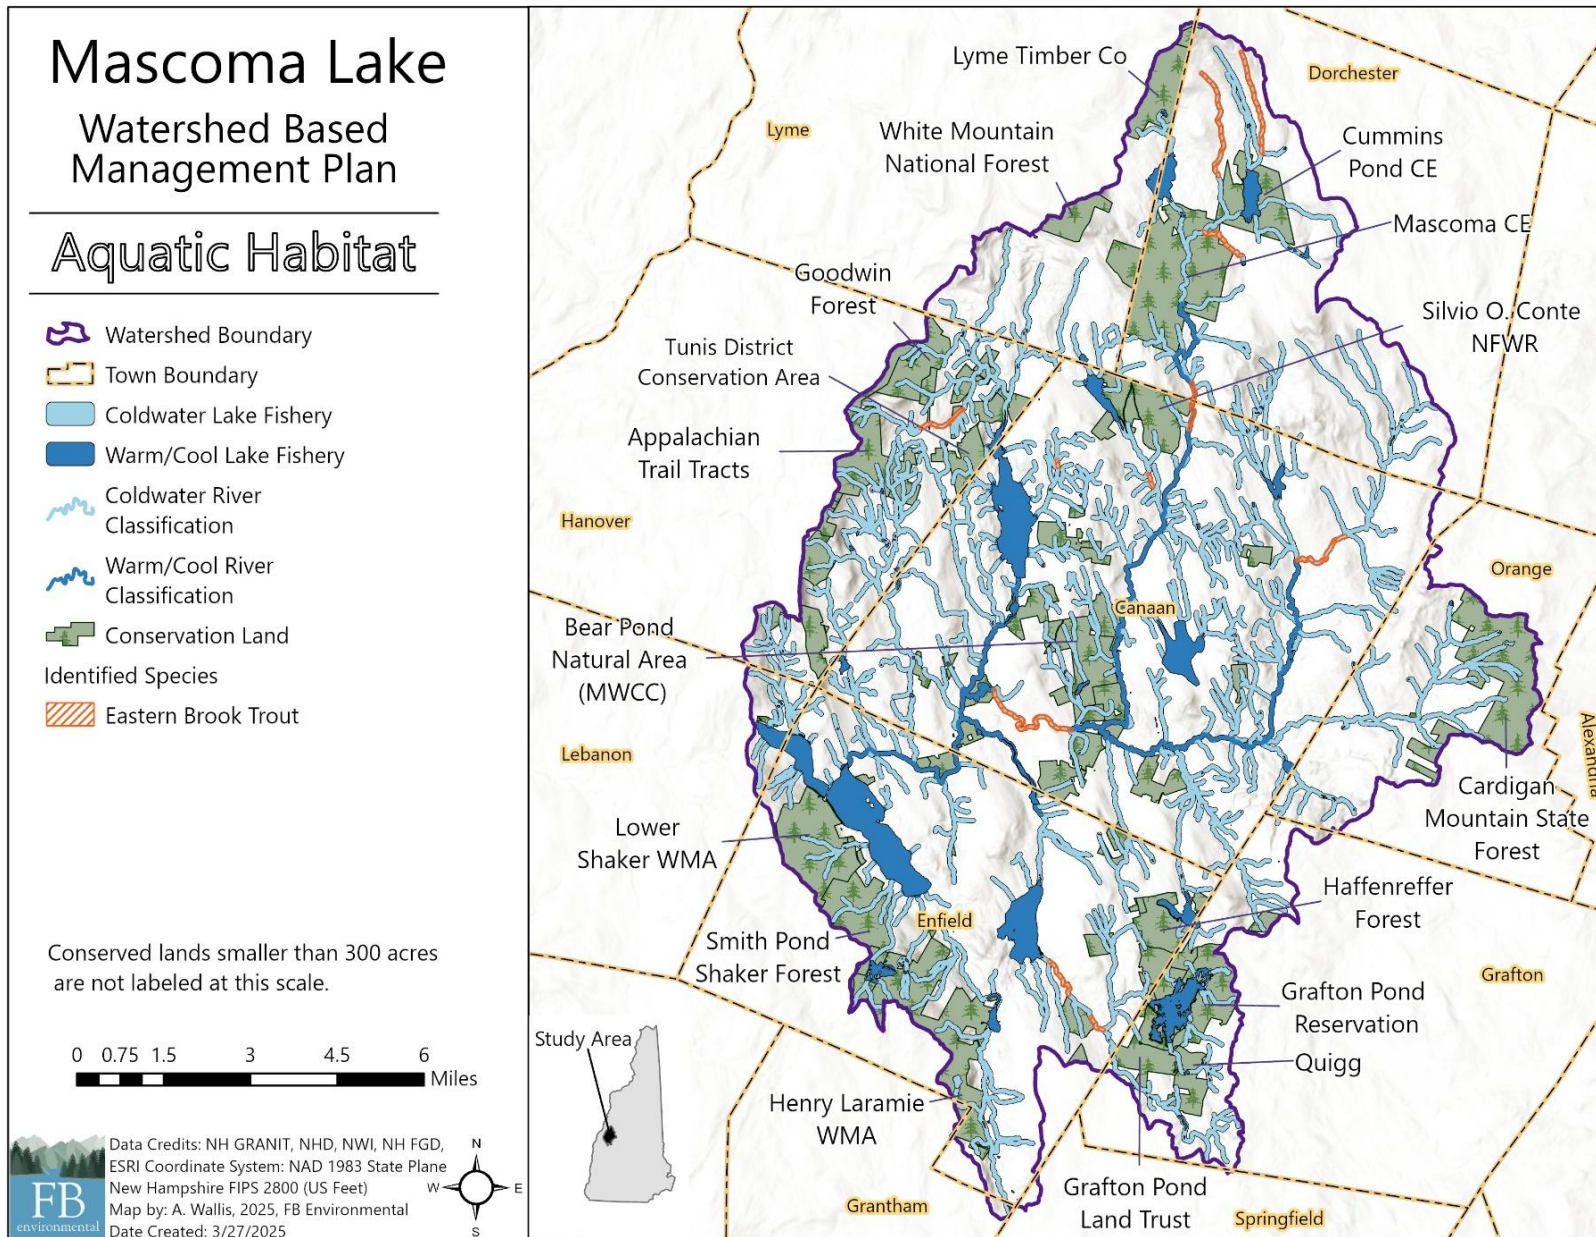 Mascoma Lake
Watershed Based
Management Plan
Aquatic Habitat
Watershed Boundary
Town Boundary
Coldwater Lake Fishery
Warm/Cool Lake Fishery
Coldwater River
Classification
Warm/Cool River
Classification
Conservation Land
Identified Species
Eastern Brook Trout
Conserved lands smaller than 300 acres
are not labeled at this scale.
0 0.75 1.5 3 4.5 6
Miles
FB
environmental
Data Credits: NH GRANIT, NHD, NWI, NH FGD,
ESRI Coordinate System: NAD 1983 State Plane
New Hampshire FIPS 2800 (US Feet)
Map by: A. Wallis, 2025, FB Environmental
Date Created: 3/27/2025
N
W E
S
Study Area
Lyme Timber Co
Dorchester
Lyme
White Mountain
National Forest
Cummins
Pond CE
Mascoma CE
Goodwin
Forest
Silvio O. Conte
NFWR
Tunis District
Conservation Area
Appalachian
Trail Tracts
Hanover
Orange
Canaan
Bear Pond
Natural Area
(MWCC)
Lebanon
Alexandria
Cardigan
Mountain State
Forest
Lower
Shaker WMA
Haffenreffer
Forest
Enfield
Smith Pond
Shaker Forest
Grafton
Grafton Pond
Reservation
Quigg
Henry Laramie
WMA
Grafton Pond
Land Trust
Grantham
Springfield